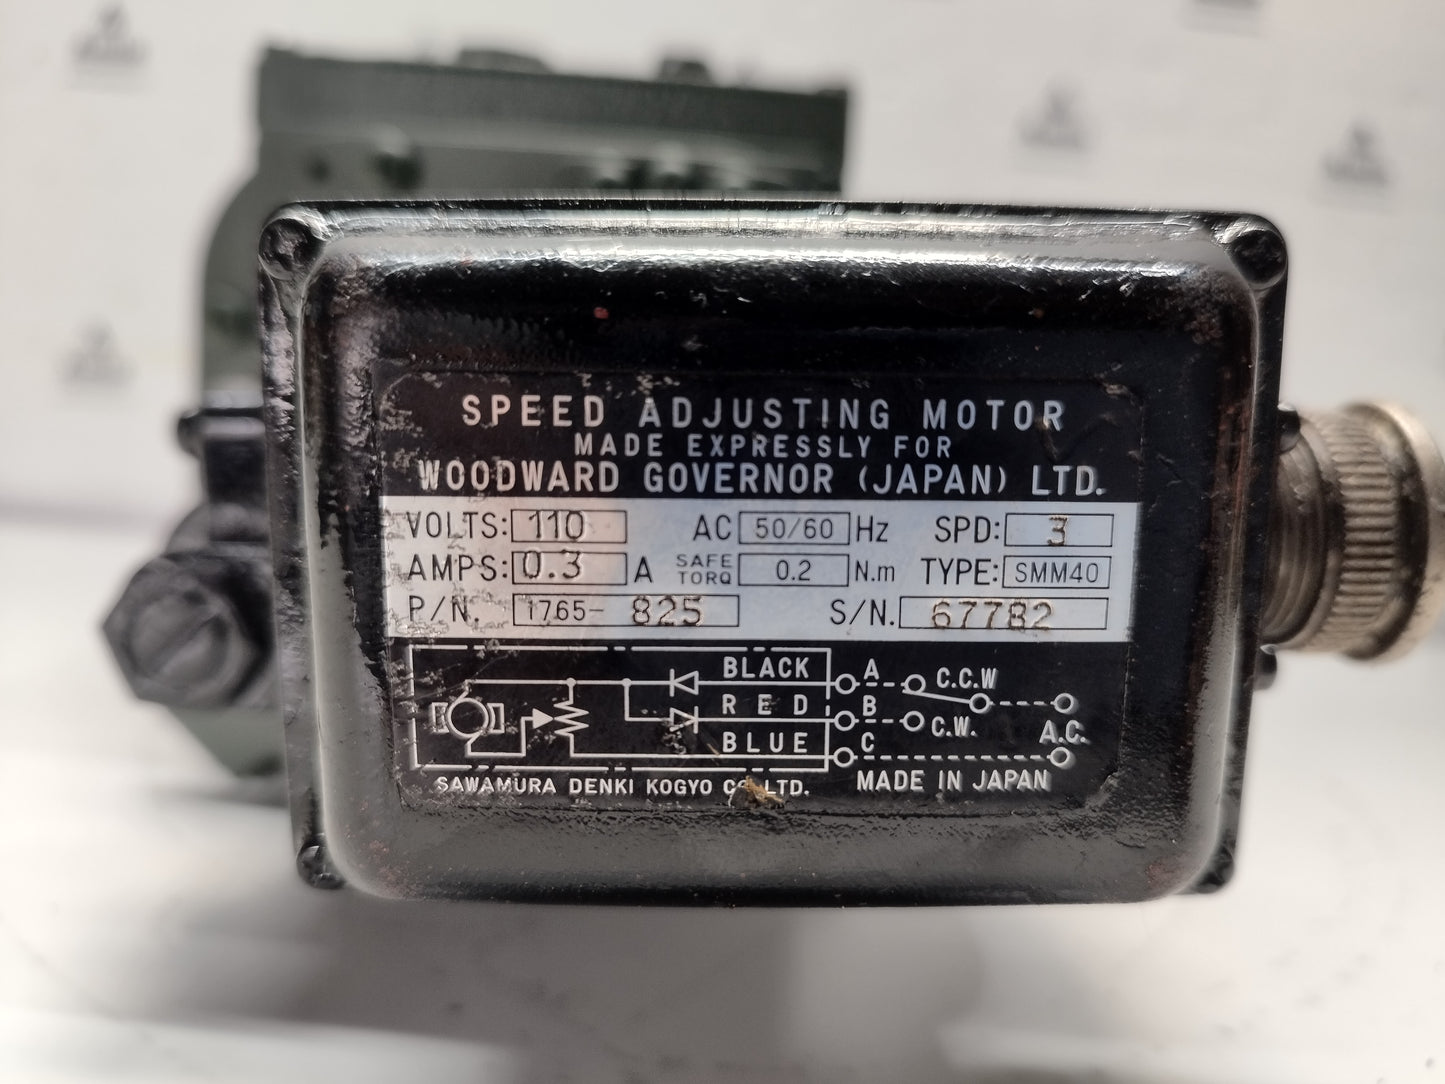 SPEED ADJUSTING MOTOR
MADE EXPRESSLY FOR
WOODWARD GOVERNOR (JAPAN) LTD.
VOLTS: 110 AC 50/60 Hz SPD: 3
AMPS: 0.3 A SAFE TORQ 0.2 N.m TYPE: SMM40
P/N. 1765- 825 S/N. 67782
BLACK A C.C.W
RED B C.W.
A.C.
BLUE C
SAWAMURA DENKI KOGYO CO. LTD. MADE IN JAPAN